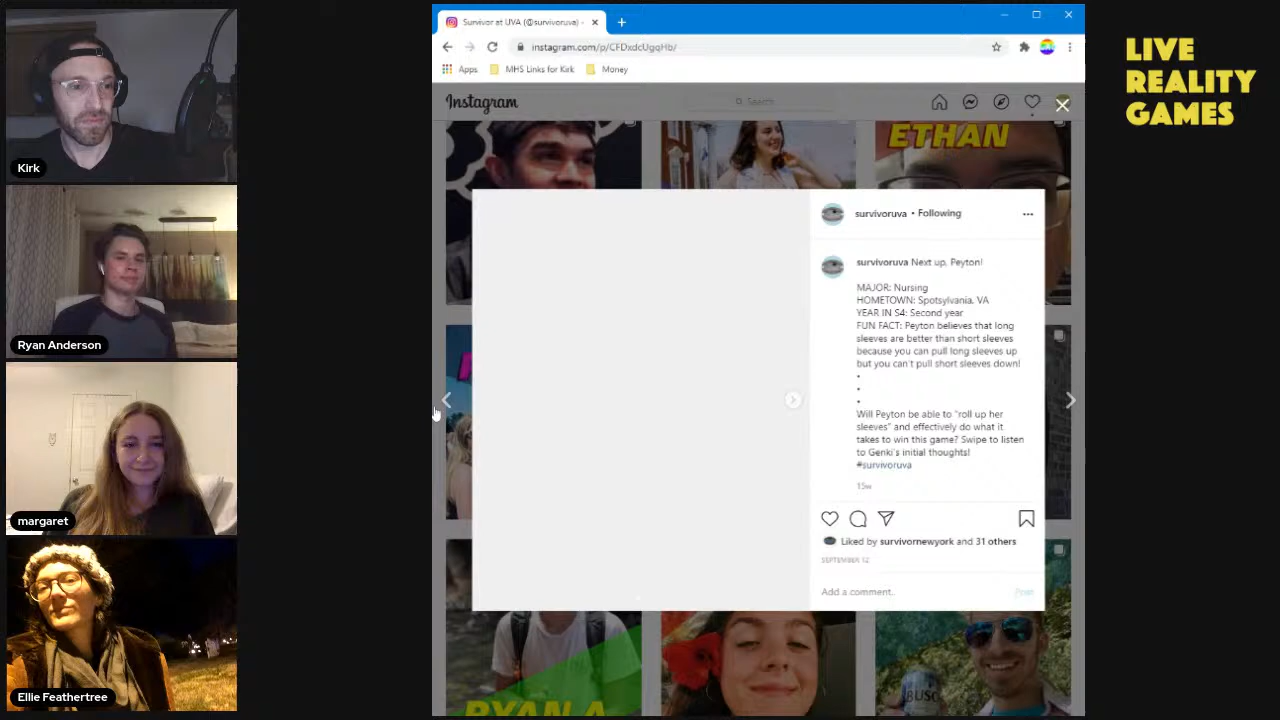 Kirk
Ryan Anderson
margaret
Ellie Feathertree
Survivor at UVA (@survivoruva) •
instagram.com/p/CFDxdcUgqHb/
Apps
MHS Links for Kirk
Money
Instagram
Search
ETHAN
survivoruva • Following
survivoruva Next up, Peyton!
MAJOR: Nursing
HOMETOWN: Spotsylvania, VA
YEAR IN S4: Second year
FUN FACT: Peyton believes that long
sleeves are better than short sleeves
because you can pull long sleeves up
but you can't pull short sleeves down!
•
•
•
Will Peyton be able to "roll up her
sleeves" and effectively do what it
takes to win this game? Swipe to listen
to Genki's initial thoughts!
#survivoruva
15w
Liked by survivornewyork and 31 others
SEPTEMBER 12
Add a comment...
Post
RYAN A
BUSC
LIVE
REALITY
GAMES